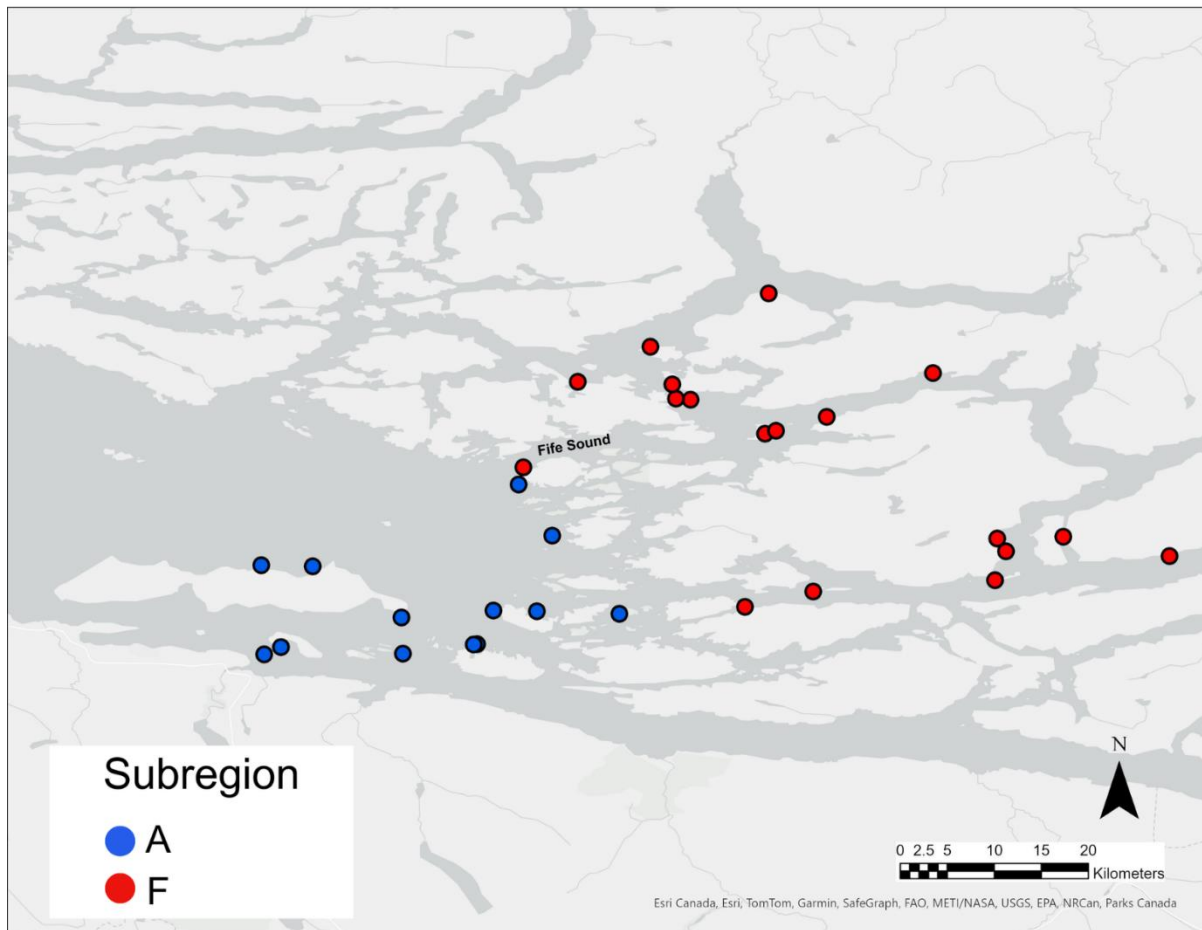 Fife Sound
Subregion
A
F
N
0 2.5 5 10 15 20
Kilometers
Esri Canada, Esri, TomTom, Garmin, SafeGraph, FAO, METI/NASA, USGS, EPA, NRCan, Parks Canada